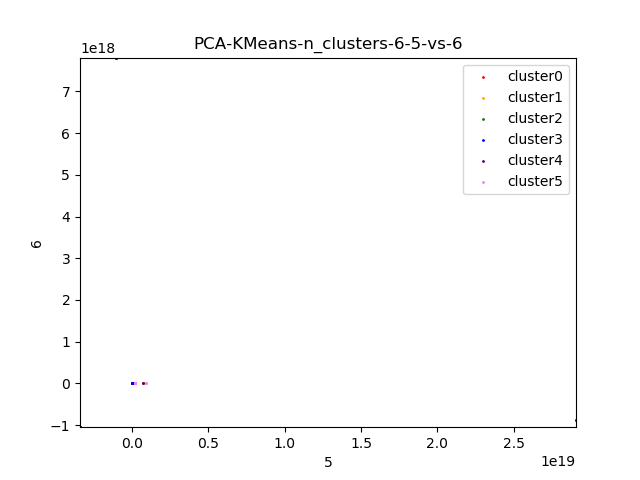 PCA-KMeans-n_clusters-6-5-vs-6
1e18
cluster0
cluster1
cluster2
cluster3
cluster4
cluster5
7
6
5
4
3
2
1
0
−1
6
0.0 0.5 1.0 1.5 2.0 2.5
5
1e19